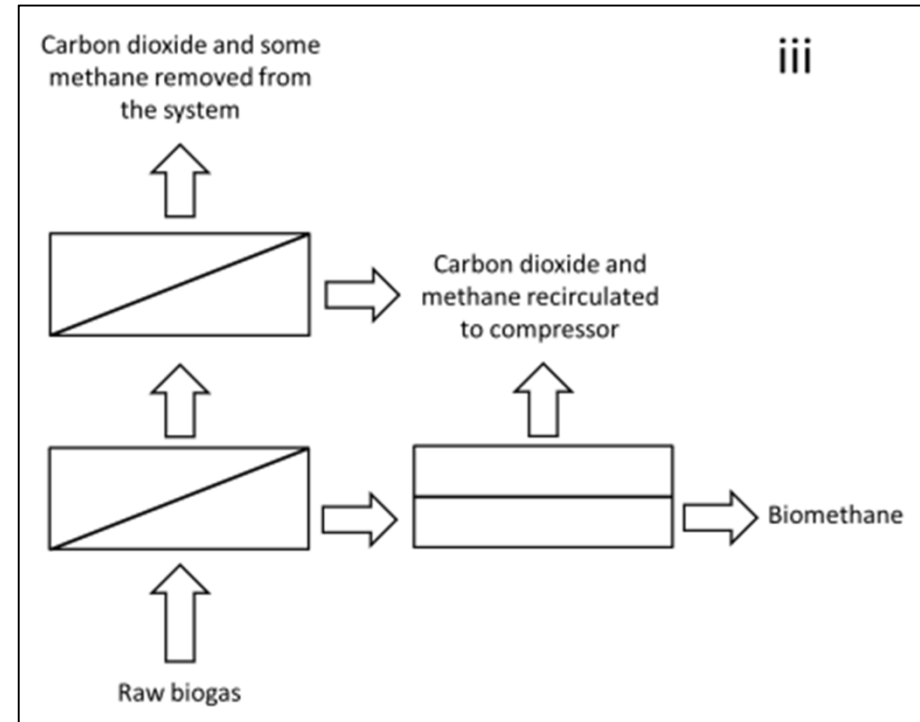 Carbon dioxide and some
methane removed from
the system
iii
Carbon dioxide and
methane recirculated
to compressor
Biomethane
Raw biogas